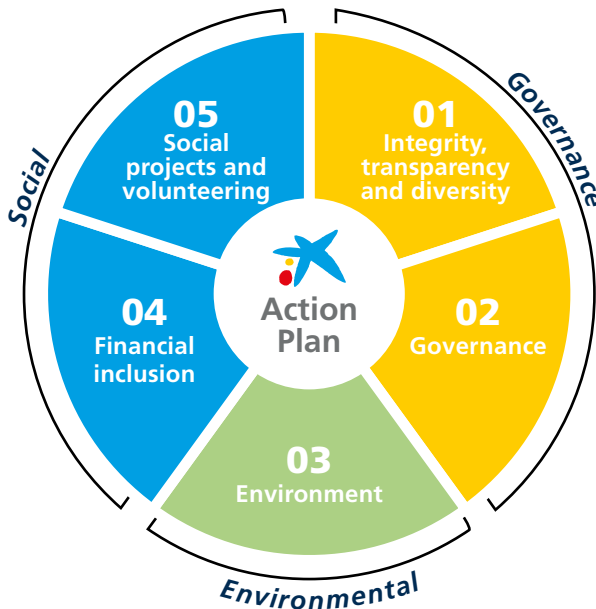 Governance
01
Integrity,
transparency
and diversity
02
Governance
Environmental
03
Environment
Social
04
Financial
inclusion
05
Social
projects and
volunteering
Action
Plan